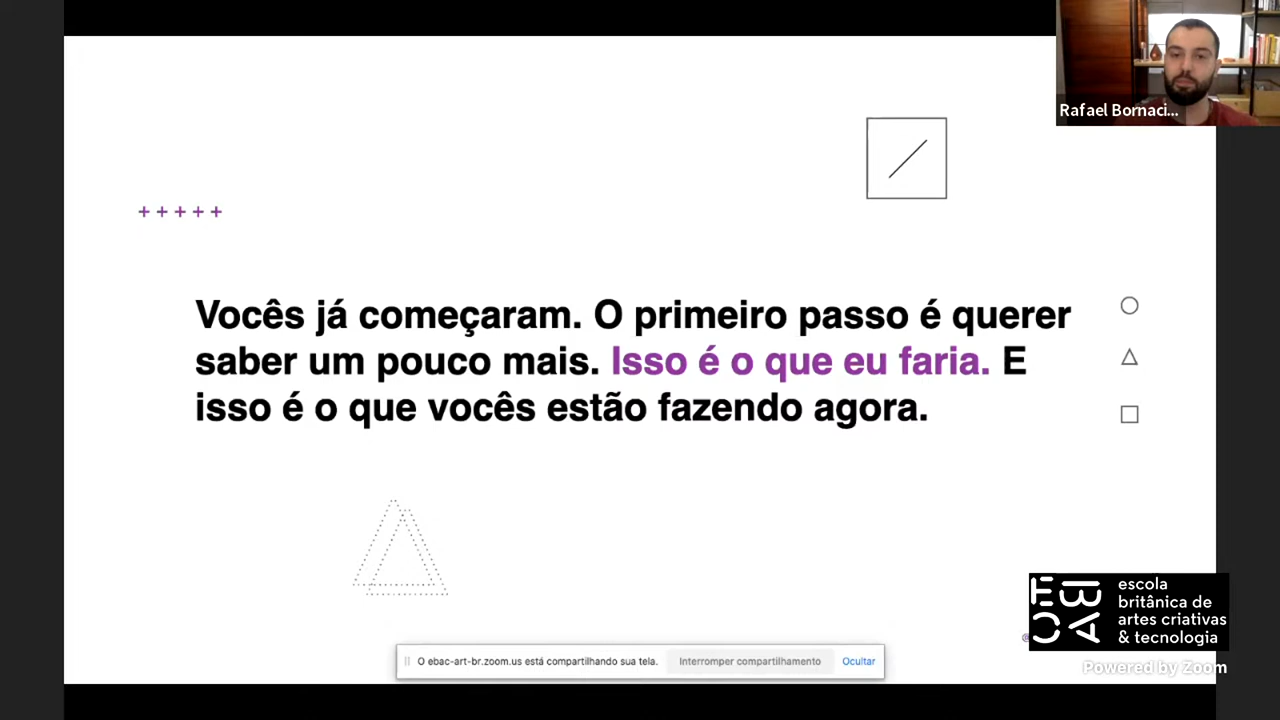 Rafael Bornaci...
+ + + + +
Vocês já começaram. O primeiro passo é querer
saber um pouco mais. Isso é o que eu faria. E
isso é o que vocês estão fazendo agora.
EBAC
escola
britânica de
artes criativas
& tecnologia
O ebac-art-br.zoom.us está compartilhando sua tela.
Interromper compartilhamento
Ocultar
Powered by Zoom